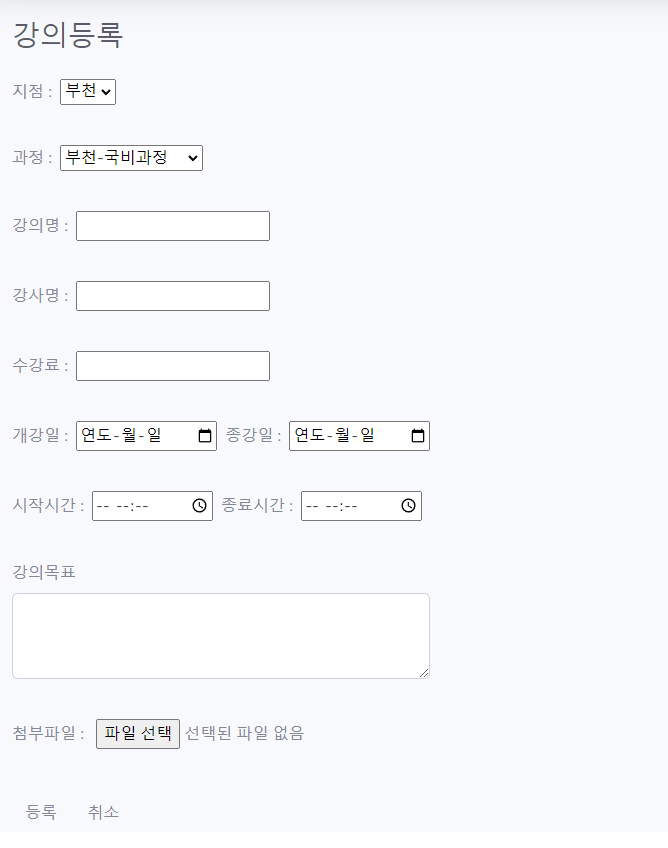 강의등록
지점 : 부천
과정 : 부천-국비과정
강의명 :
강사명 :
수강료 :
개강일 : 연도-월-일 종강일 : 연도-월-일
시작시간 : -- --:-- 종료시간 : -- --:--
강의목표
첨부파일 : 파일 선택 선택된 파일 없음
등록 취소